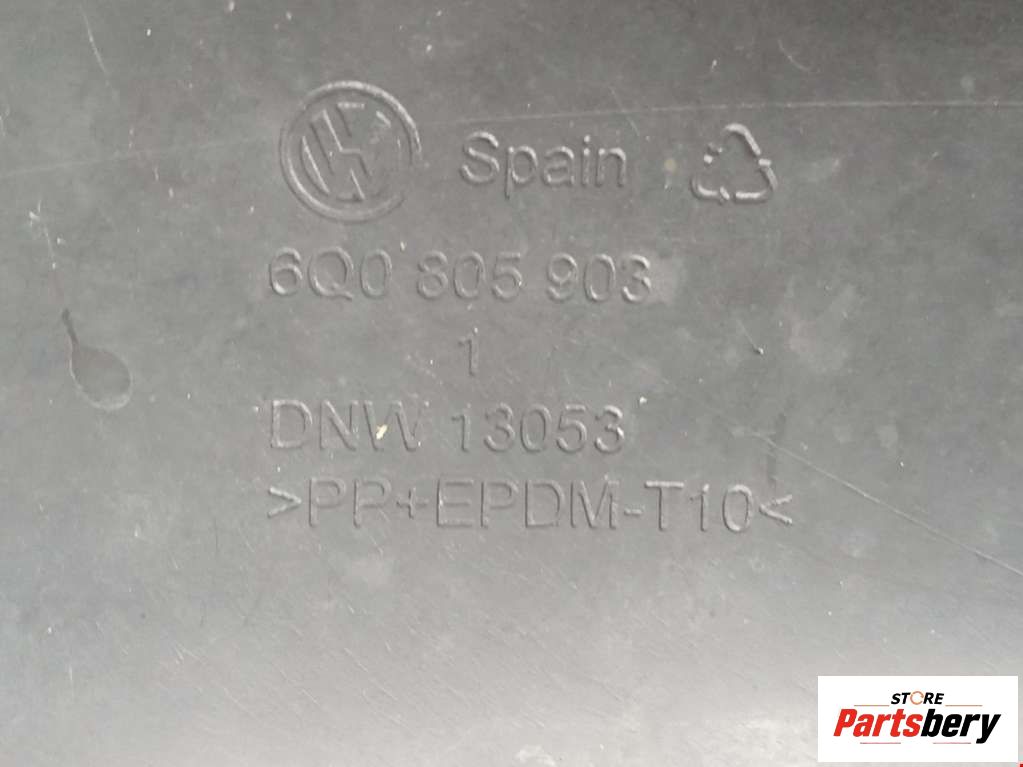 Spain
6Q0 805 903
1
DNW 13053
>PP+EPDM-T10<
STORE
Partsbery